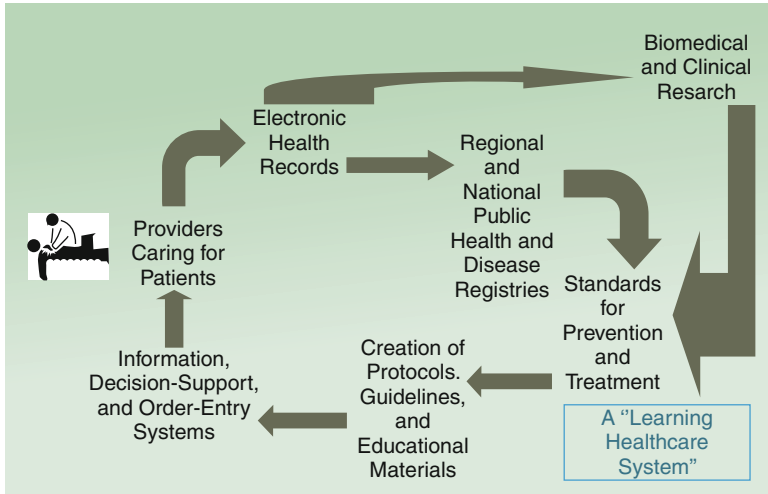 Biomedical
and Clinical
Resarch
Electronic
Health
Records
Regional
and
National
Public
Health and
Disease
Registries
Providers
Caring for
Patients
Standards
for
Prevention
and
Treatment
Creation of
Protocols.
Guidelines,
and
Educational
Materials
Information,
Decision-Support,
and Order-Entry
Systems
A "Learning
Healthcare
System"